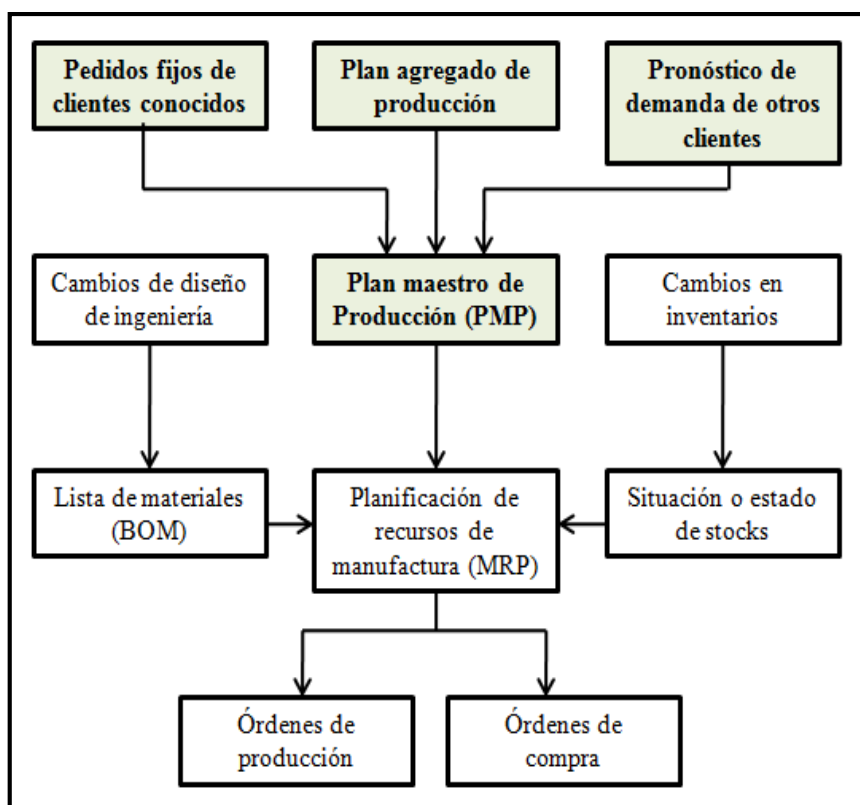 Pedidos fijos de
clientes conocidos
Plan agregado de
producción
Pronóstico de
demanda de otros
clientes
Cambios de diseño
de ingeniería
Plan maestro de
Producción (PMP)
Cambios en
inventarios
Lista de materiales
(BOM)
Planificación de
recursos de
manufactura (MRP)
Situación o estado
de stocks
Órdenes de
producción
Órdenes de
compra